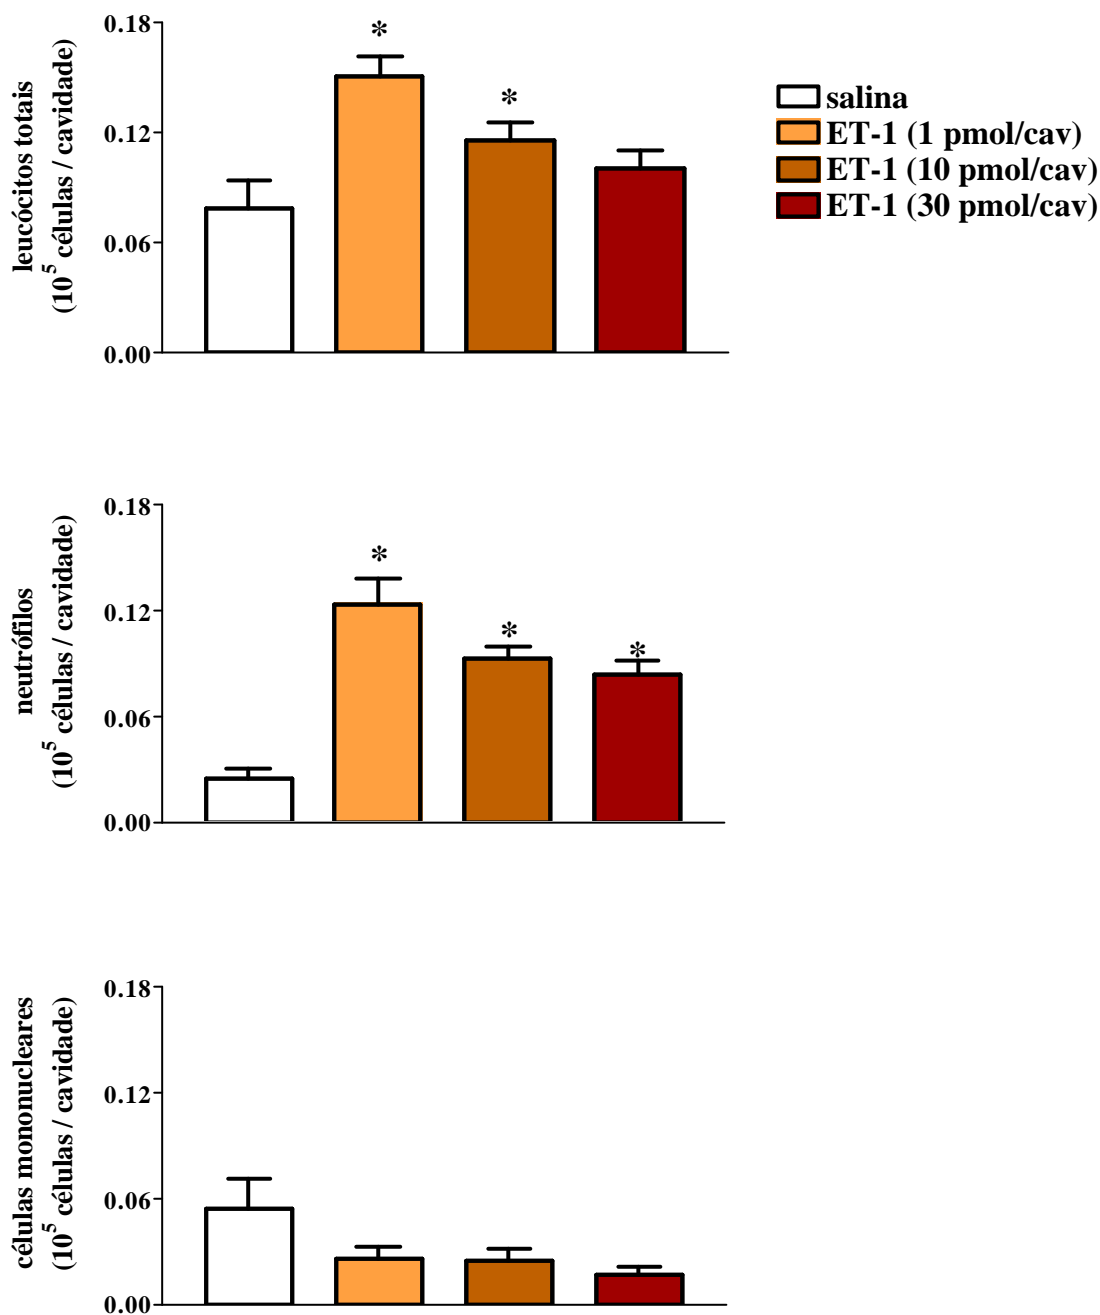 0.18
0.12
0.06
0.00
leucócitos totais
(10⁵ células / cavidade)
*
*
salina
ET-1 (1 pmol/cav)
ET-1 (10 pmol/cav)
ET-1 (30 pmol/cav)
0.18
0.12
0.06
0.00
neutrófilos
(10⁵ células / cavidade)
*
*
*
0.18
0.12
0.06
0.00
células mononucleares
(10⁵ células / cavidade)